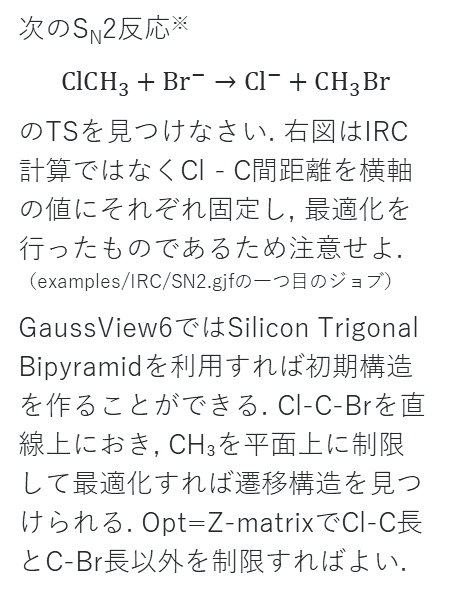 次のSN2反応※
ClCH₃ + Br⁻ → Cl⁻ + CH₃Br
のTSを見つけなさい. 右図はIRC
計算ではなくCl - C間距離を横軸
の値にそれぞれ固定し, 最適化を
行ったものであるため注意せよ.
（examples/IRC/SN2.gjfの一つ目のジョブ）
GaussView6ではSilicon Trigonal
Bipyramidを利用すれば初期構造
を作ることができる. Cl-C-Brを直
線上におき, CH₃を平面上に制限
して最適化すれば遷移構造を見つ
けられる. Opt=Z-matrixでCl-C長
とC-Br長以外を制限すればよい.